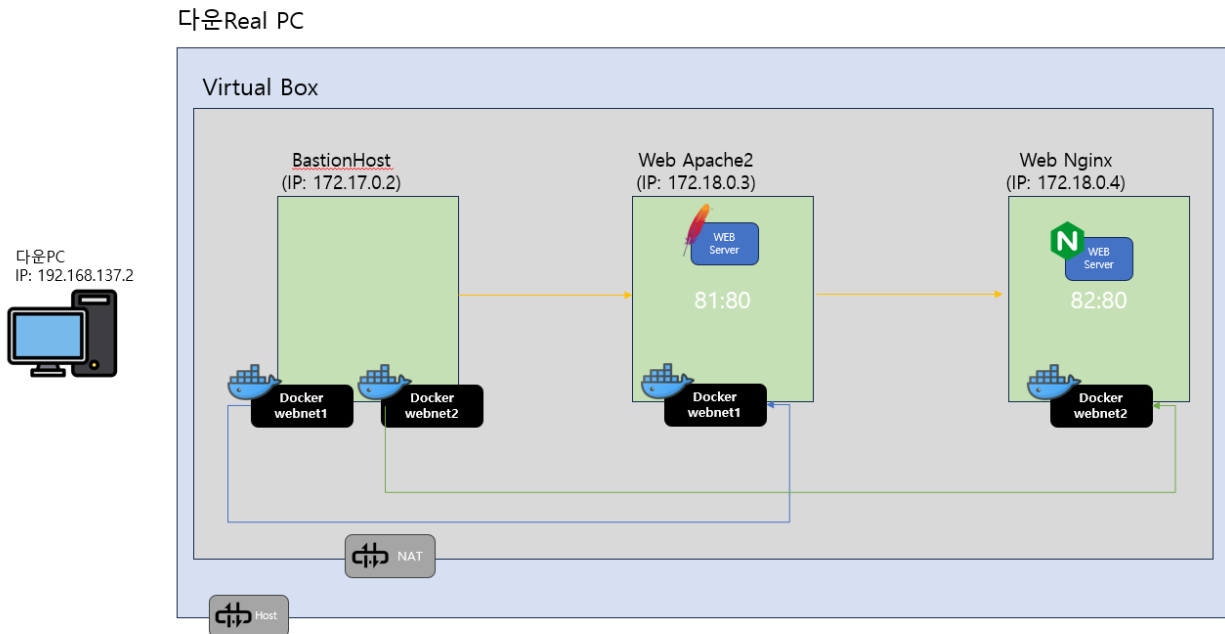 다운Real PC
Virtual Box
BastionHost
(IP: 172.17.0.2)
Web Apache2
(IP: 172.18.0.3)
Web Nginx
(IP: 172.18.0.4)
WEB
Server
N
WEB
Server
다운PC
IP: 192.168.137.2
81:80
82:80
Docker
webnet1
Docker
webnet2
Docker
webnet1
Docker
webnet2
NAT
Host